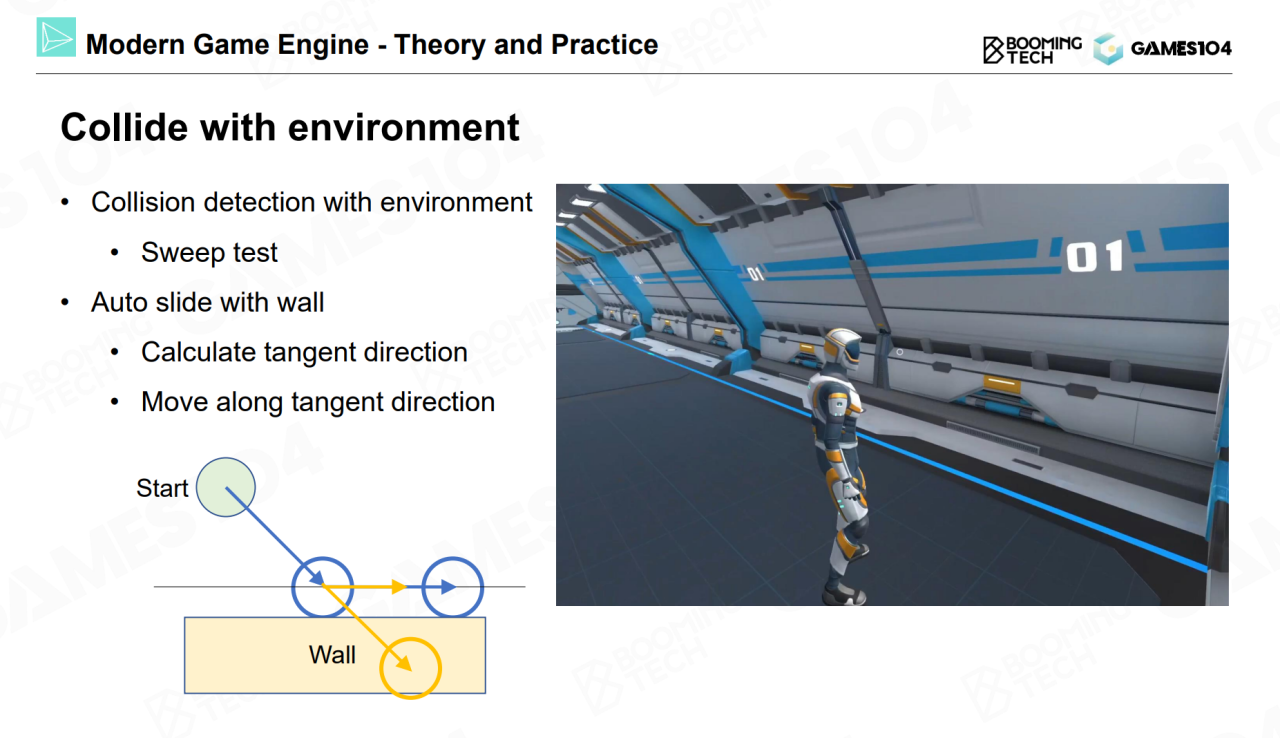 Modern Game Engine - Theory and Practice
BOOMING
TECH
GAMES104
Collide with environment
• Collision detection with environment
• Sweep test
• Auto slide with wall
• Calculate tangent direction
• Move along tangent direction
01
01
Start
Wall